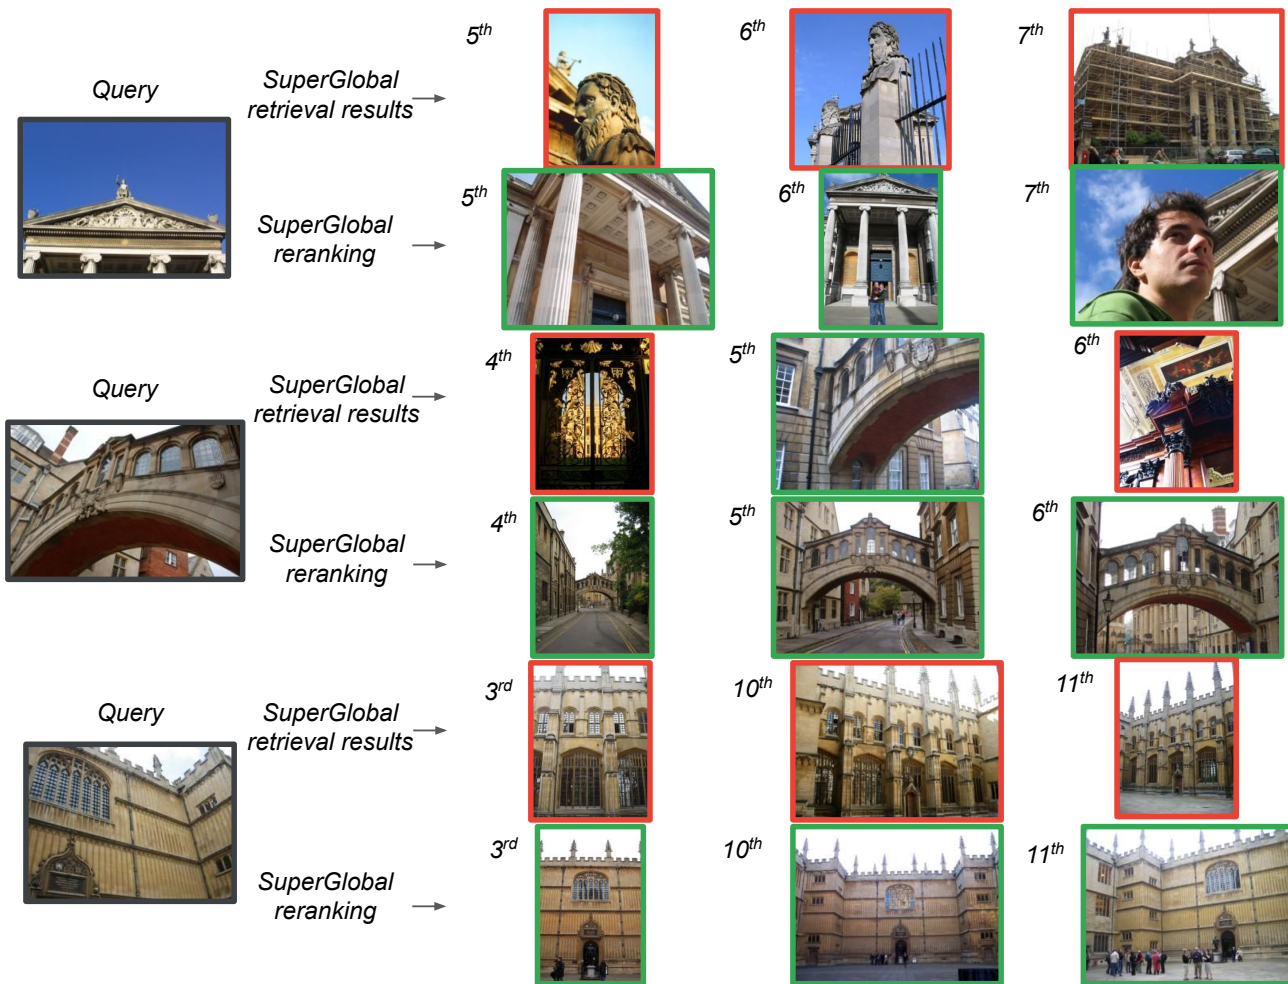 5th
6th
7th
Query
SuperGlobal
retrieval results
5th
6th
7th
SuperGlobal
reranking
4th
5th
6th
Query
SuperGlobal
retrieval results
4th
5th
6th
SuperGlobal
reranking
3rd
10th
11th
Query
SuperGlobal
retrieval results
3rd
10th
11th
SuperGlobal
reranking